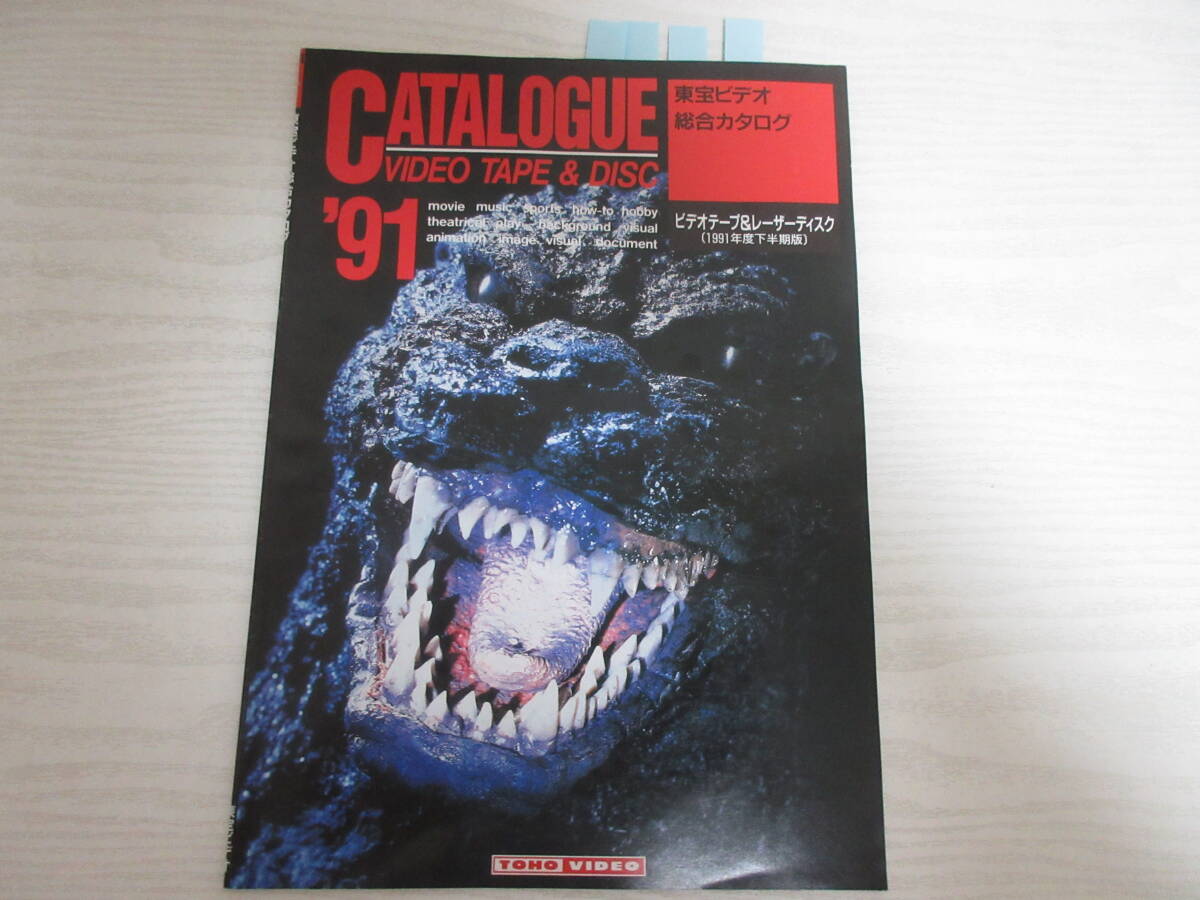 CATALOGUE
VIDEO TAPE & DISC
'91
movie music sports how-to hobby
theatrical play background visual
animation image visual document
東宝ビデオ
総合カタログ
ビデオテープ&レーザーディスク
(1991年度下半期版)
TOHO VIDEO